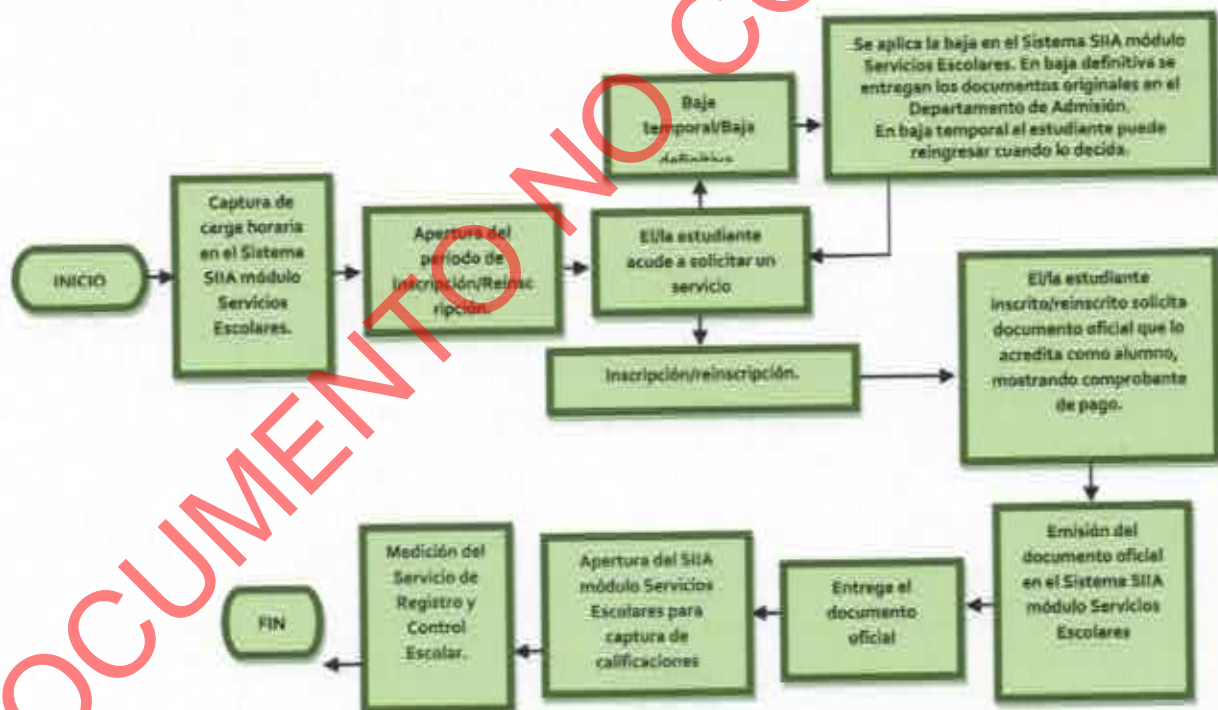 INICIO
Captura de
carga horaria
en el Sistema
SIIA módulo
Servicios
Escolares.
Apertura del
periodo de
Inscripción/Reinsc
ripción.
El/la estudiante
acude a solicitar un
servicio
Baje
temporal/Baja
definitiva
Se aplica la baja en el Sistema SIIA módulo
Servicios Escolares. En baja definitiva se
entregan los documentos originales en el
Departamento de Admisión.
En baja temporal el estudiante puede
reingresar cuando lo decida.
Inscripción/reinscripción.
El/la estudiante
inscrito/reinscrito solicita
documento oficial que lo
acredita como alumno,
mostrando comprobante
de pago.
Emisión del
documento oficial
en el Sistema SIIA
módulo Servicios
Escolares
Entrega el
documento
oficial
Apertura del SIIA
módulo Servicios
Escolares para
captura de
calificaciones
Medición del
Servicio de
Registro y
Control
Escolar.
FIN
OCUMENTO NO CO